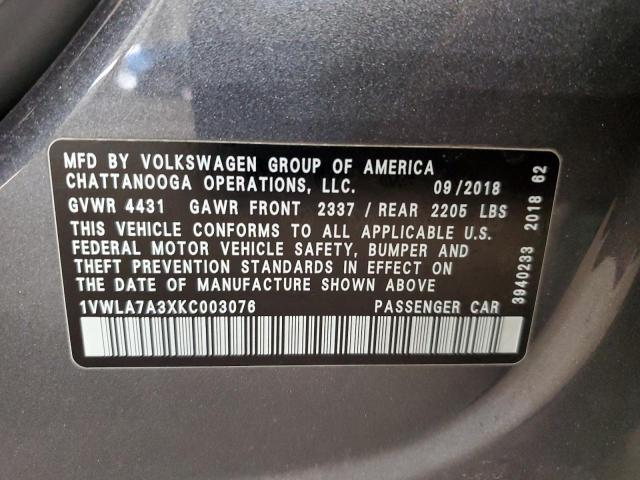 MFD BY VOLKSWAGEN GROUP OF AMERICA
CHATTANOOGA OPERATIONS, LLC. 09/2018
GVWR 4431 GAWR FRONT 2337 / REAR 2205 LBS
THIS VEHICLE CONFORMS TO ALL APPLICABLE U.S.
FEDERAL MOTOR VEHICLE SAFETY, BUMPER AND
THEFT PREVENTION STANDARDS IN EFFECT ON
THE DATE OF MANUFACTURE SHOWN ABOVE
1VWLA7A3XKC003076 PASSENGER CAR
3940233 2018 62